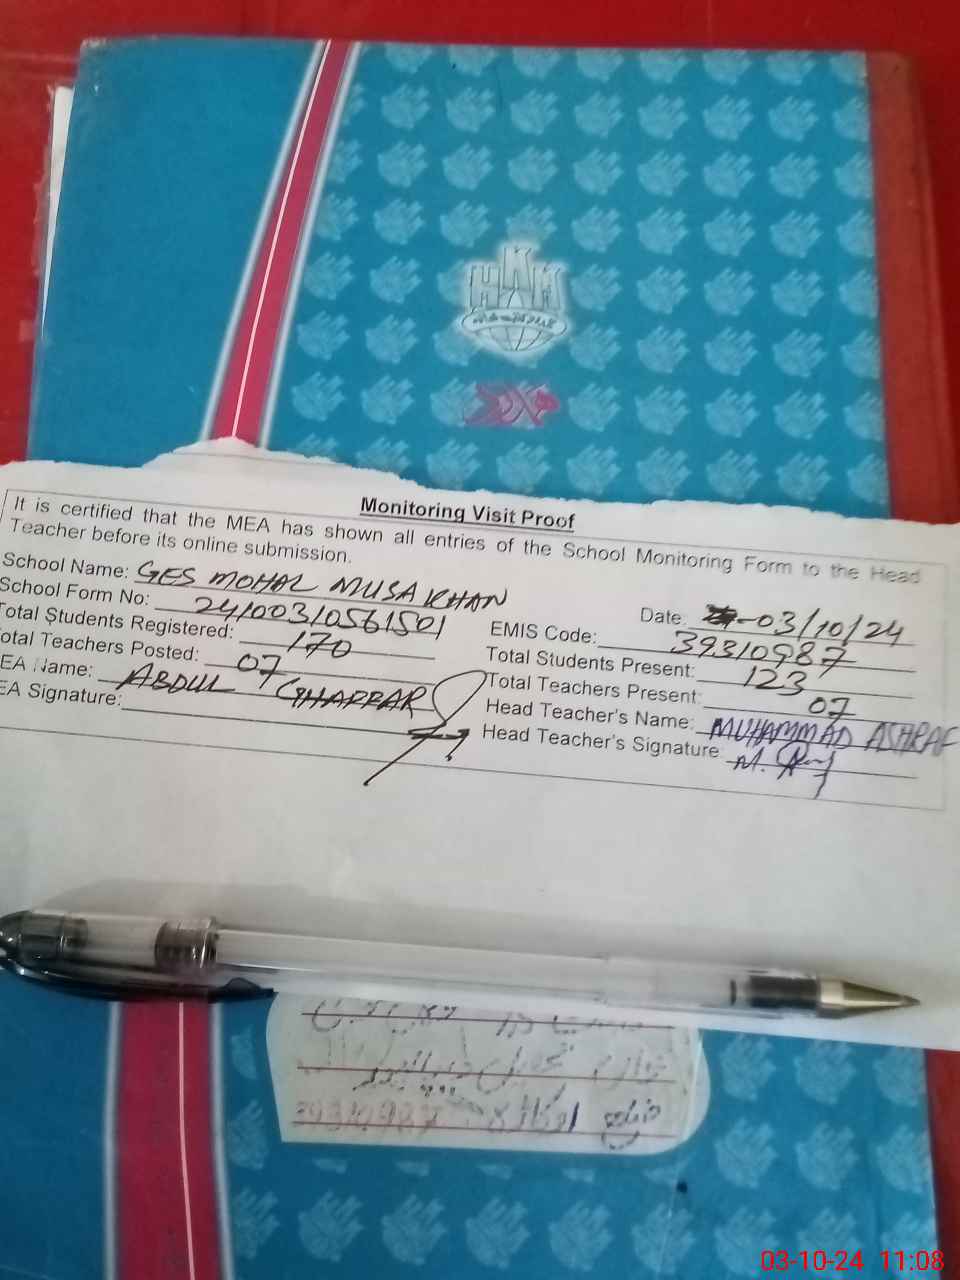 Monitoring Visit Proof
It is certified that the MEA has shown all entries of the School Monitoring Form to the Head
Teacher before its online submission.
School Name: GES MOHAL MUSA KHAN
Date: 03/10/24
School Form No: 24100310561501
EMIS Code: 39310987
Total Students Registered: 170
Total Students Present: 123
Total Teachers Posted: 07
Total Teachers Present: 07
EA Name: ABDUL GHAFFAR
Head Teacher's Name: MUHAMMAD ASHRAF
EA Signature:
Head Teacher's Signature M.
تحصیل دیپالپور
ضلع اوکاڑہ 39310987
03-10-24 11:08